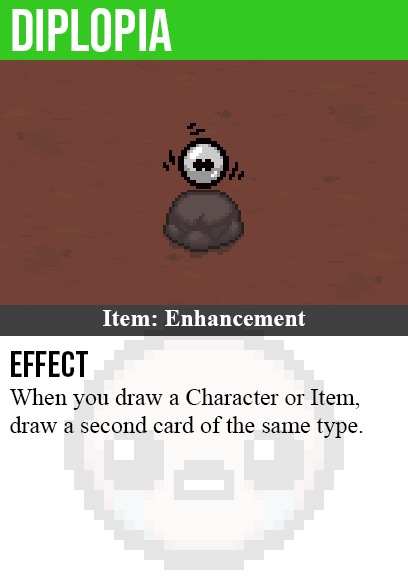 DIPLOPIA
Item: Enhancement
EFFECT
When you draw a Character or Item,
draw a second card of the same type.